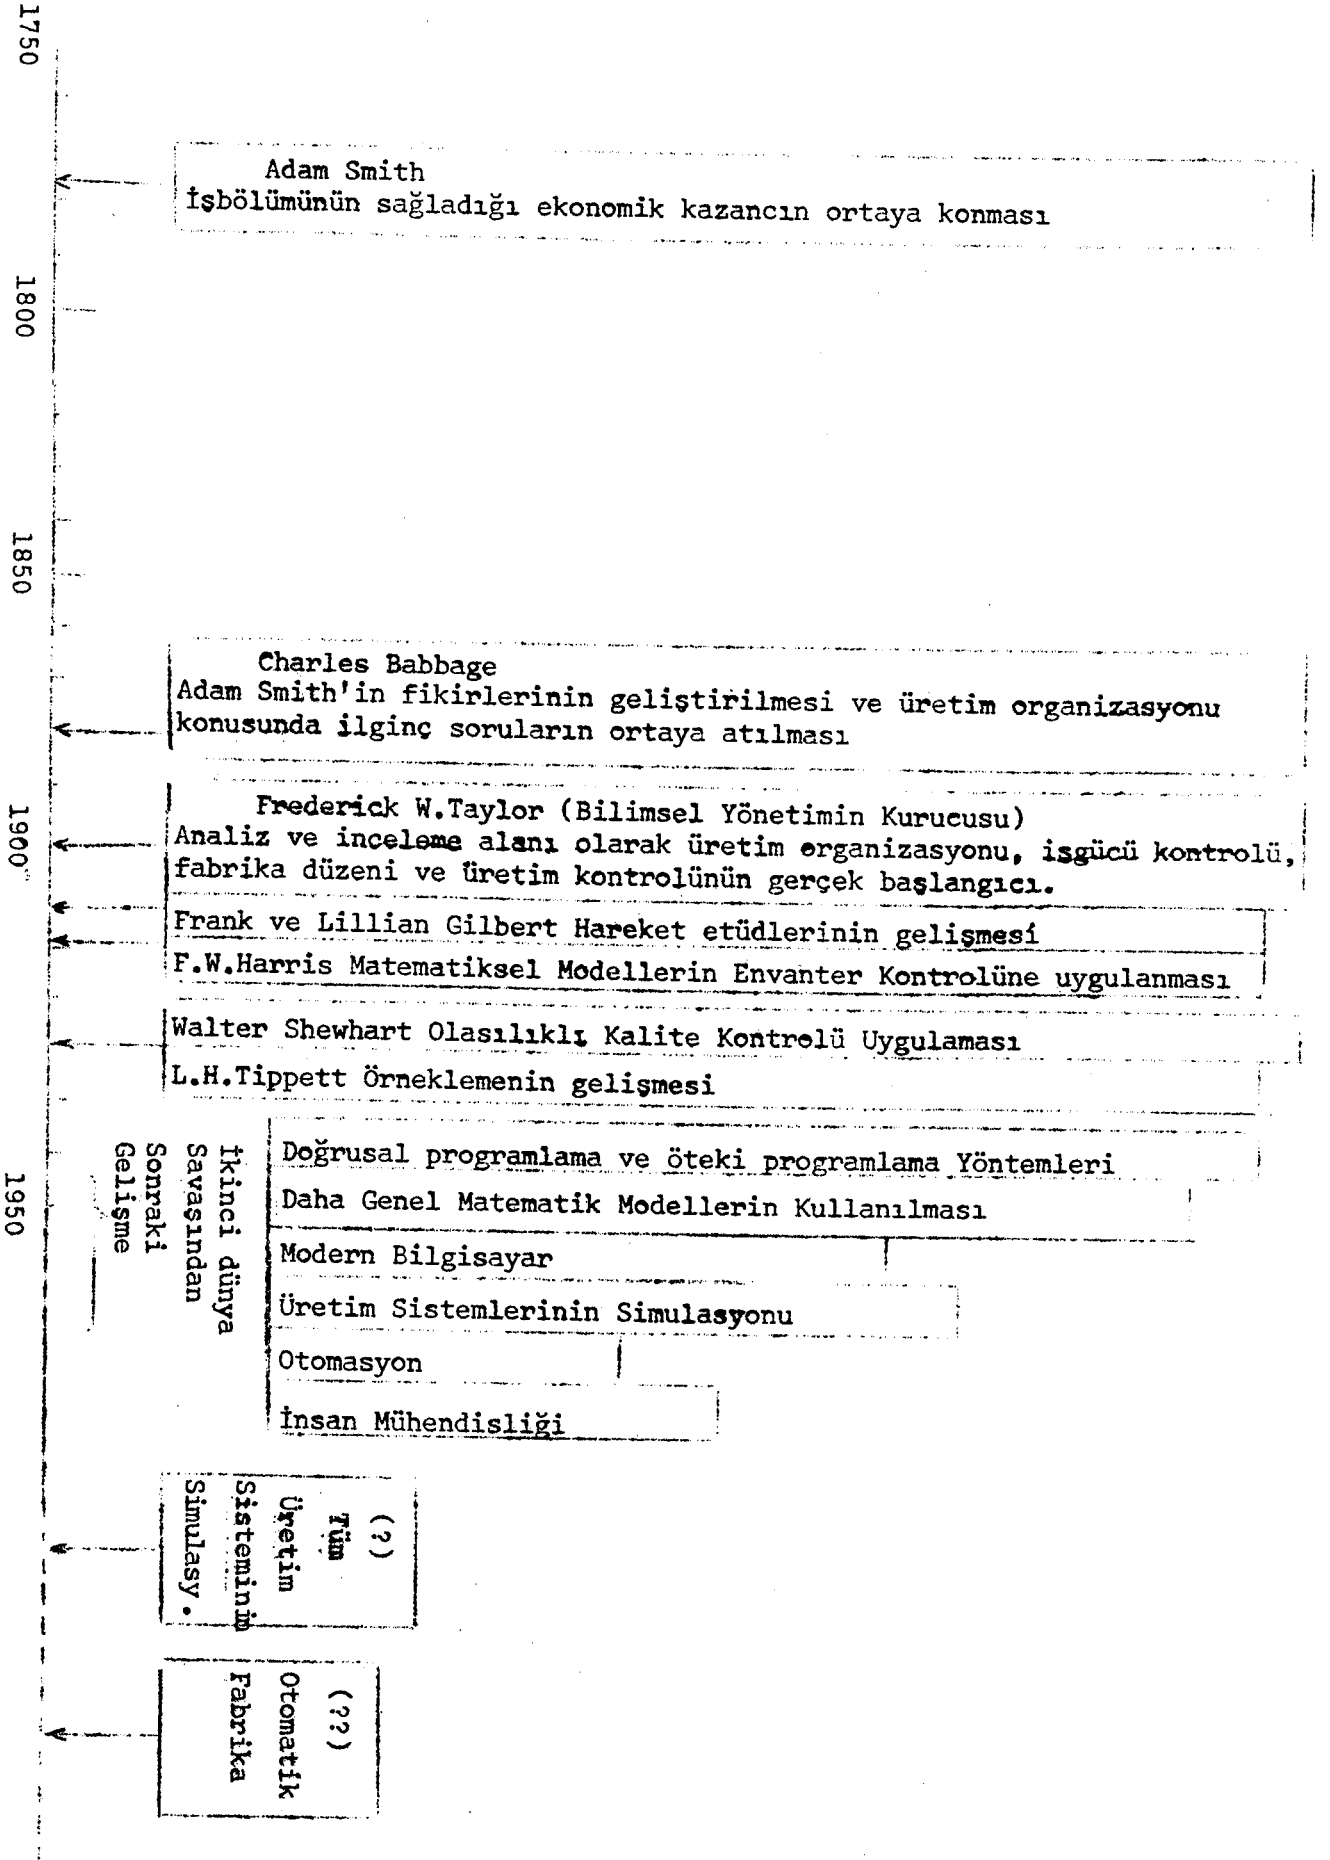 1750
Adam Smith
İşbölümünün sağladığı ekonomik kazancın ortaya konması
1800
1850
Charles Babbage
Adam Smith'in fikirlerinin geliştirilmesi ve üretim organizasyonu
konusunda ilginç soruların ortaya atılması
1900
Frederick W.Taylor (Bilimsel Yönetimin Kurucusu)
Analiz ve inceleme alanı olarak üretim organizasyonu, isgücü kontrolü,
fabrika düzeni ve üretim kontrolünün gerçek başlangıcı.
Frank ve Lillian Gilbert Hareket etüdlerinin gelişmesi
F.W.Harris Matematiksel Modellerin Envanter Kontrolüne uygulanması
Walter Shewhart Olasılıklı Kalite Kontrolü Uygulaması
L.H.Tippett Örneklemenin gelişmesi
1950
İkinci dünya
Savaşından
Sonraki
Gelişme
Doğrusal programlama ve öteki programlama Yöntemleri
Daha Genel Matematik Modellerin Kullanılması
Modern Bilgisayar
Üretim Sistemlerinin Simulasyonu
Otomasyon
İnsan Mühendisliği
(?)
Tüm
Üretim
Sisteminin
Simulasy.
(??)
Otomatik
Fabrika